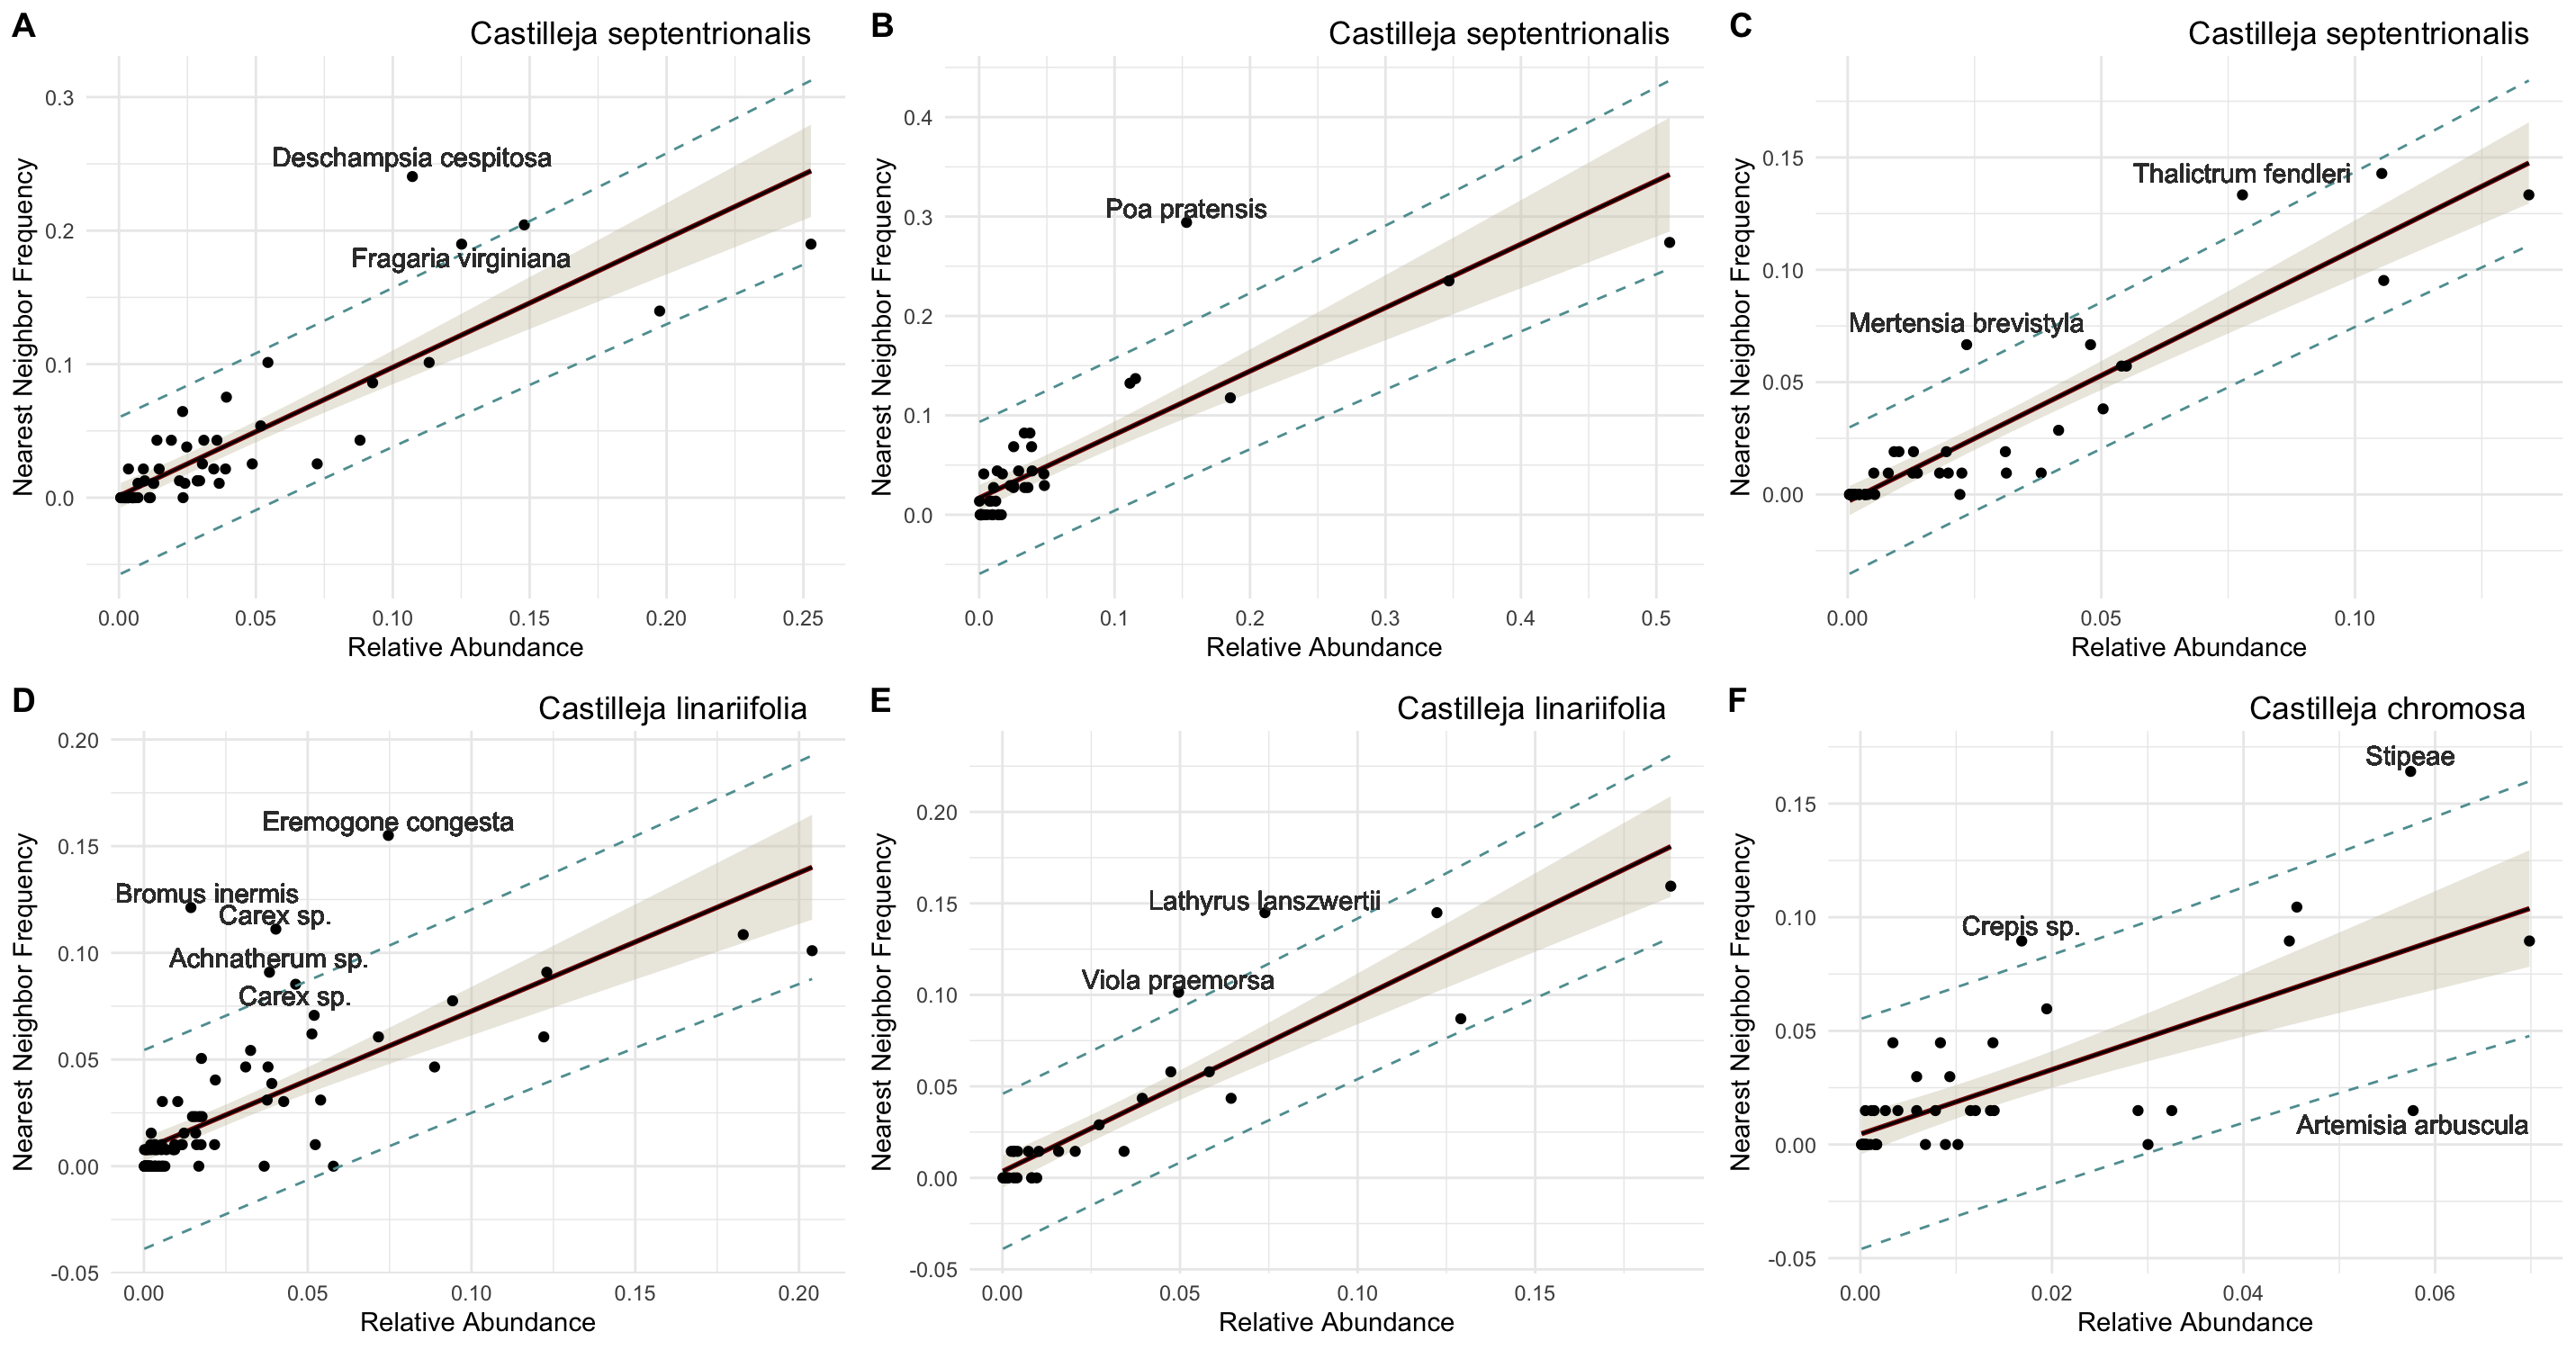 A
Castilleja septentrionalis
Nearest Neighbor Frequency
0.3
0.2
0.1
0.0
Deschampsia cespitosa
Fragaria virginiana
0.00 0.05 0.10 0.15 0.20 0.25
Relative Abundance
B
Castilleja septentrionalis
Nearest Neighbor Frequency
0.4
0.3
0.2
0.1
0.0
Poa pratensis
0.0 0.1 0.2 0.3 0.4 0.5
Relative Abundance
C
Castilleja septentrionalis
Nearest Neighbor Frequency
0.15
0.10
0.05
0.00
Thalictrum fendleri
Mertensia brevistyla
0.00 0.05 0.10
Relative Abundance
D
Castilleja linariifolia
Nearest Neighbor Frequency
0.20
0.15
0.10
0.05
0.00
-0.05
Eremogone congesta
Bromus inermis
Carex sp.
Achnatherum sp.
Carex sp.
0.00 0.05 0.10 0.15 0.20
Relative Abundance
E
Castilleja linariifolia
Nearest Neighbor Frequency
0.20
0.15
0.10
0.05
0.00
-0.05
Lathyrus lanszwertii
Viola praemorsa
0.00 0.05 0.10 0.15
Relative Abundance
F
Castilleja chromosa
Nearest Neighbor Frequency
0.15
0.10
0.05
0.00
-0.05
Stipeae
Crepis sp.
Artemisia arbuscula
0.00 0.02 0.04 0.06
Relative Abundance